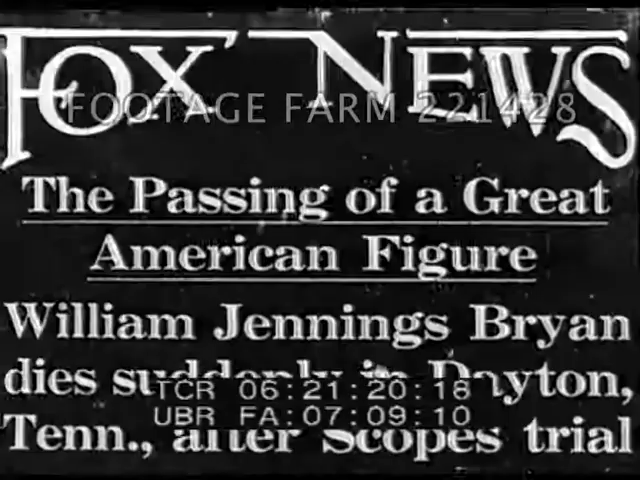 FOX NEWS
FOOTAGE FARM 221428
The Passing of a Great
American Figure
William Jennings Bryan
dies suddenly in Dayton,
TCR 06:21:20:18
UBR FA:07:09:10
Tenn., after Scopes trial